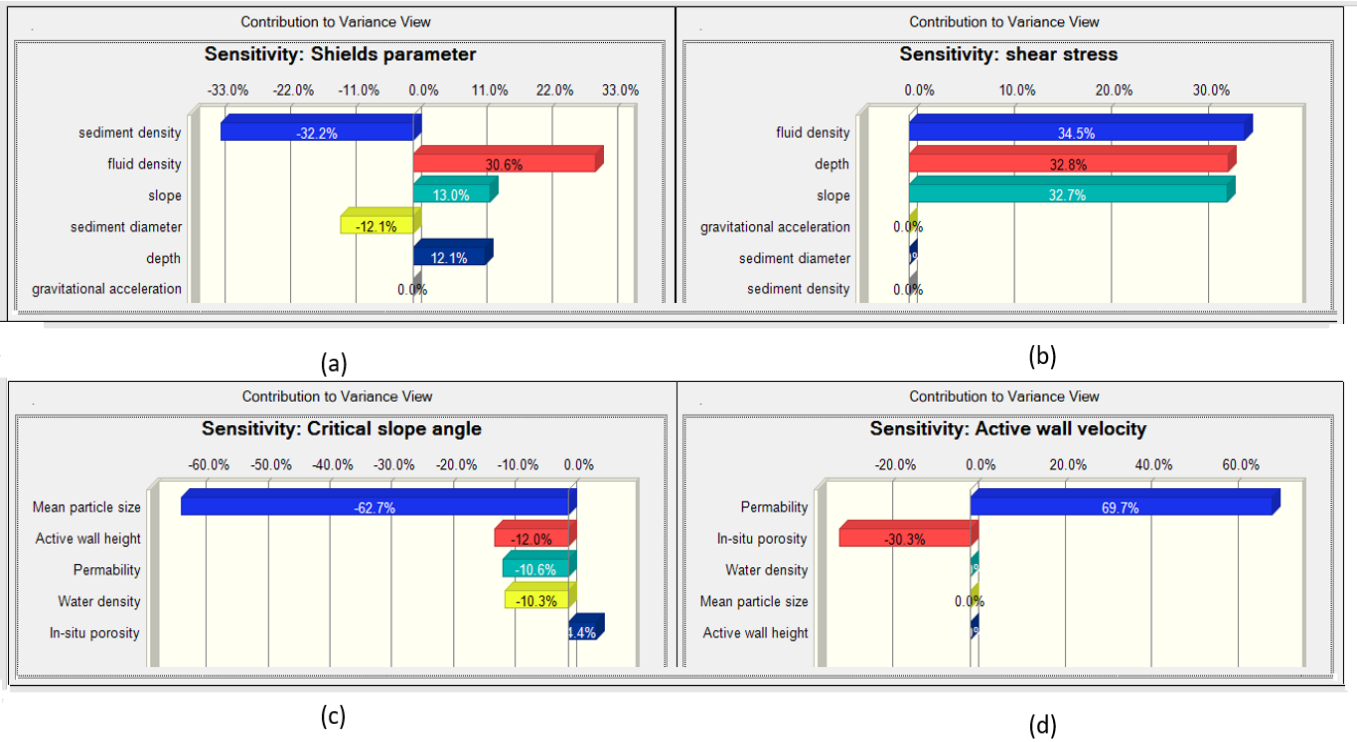 Contribution to Variance View
Sensitivity: Shields parameter
-33.0% -22.0% -11.0% 0.0% 11.0% 22.0% 33.0%
sediment density -32.2%
fluid density 30.6%
slope 13.0%
sediment diameter -12.1%
depth 12.1%
gravitational acceleration 0.0%
(a)
Contribution to Variance View
Sensitivity: shear stress
0.0% 10.0% 20.0% 30.0%
fluid density 34.5%
depth 32.8%
slope 32.7%
gravitational acceleration 0.0%
sediment diameter
sediment density 0.0%
(b)
Contribution to Variance View
Sensitivity: Critical slope angle
-60.0% -50.0% -40.0% -30.0% -20.0% -10.0% 0.0%
Mean particle size -62.7%
Active wall height -12.0%
Permability -10.6%
Water density -10.3%
In-situ porosity 4.4%
(c)
Contribution to Variance View
Sensitivity: Active wall velocity
-20.0% 0.0% 20.0% 40.0% 60.0%
Permability 69.7%
In-situ porosity -30.3%
Water density
Mean particle size 0.0%
Active wall height
(d)